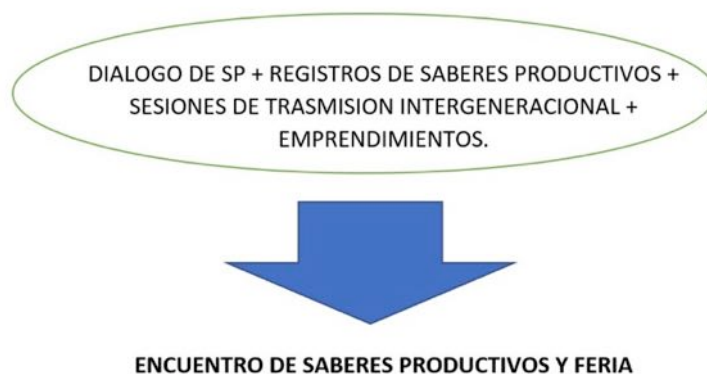 DIALOGO DE SP + REGISTROS DE SABERES PRODUCTIVOS +
SESIONES DE TRASMISION INTERGENERACIONAL +
EMPRENDIMIENTOS.
ENCUENTRO DE SABERES PRODUCTIVOS Y FERIA